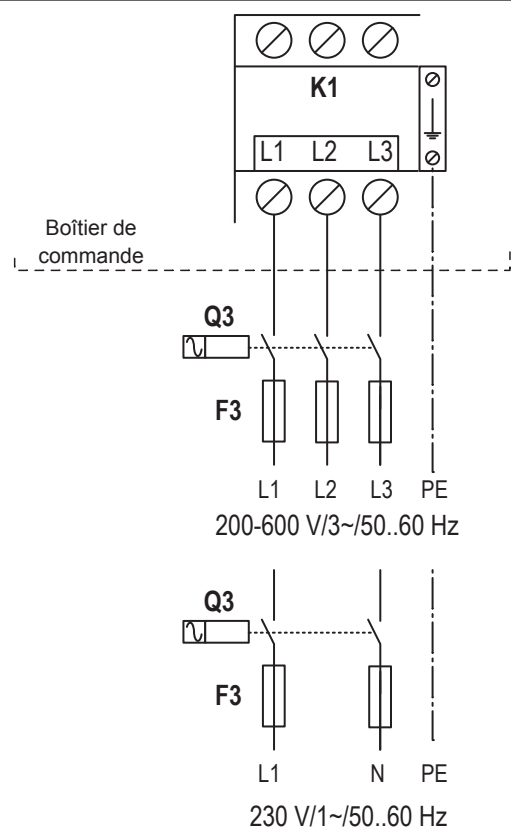 K1
L1 L2 L3
Boîtier de
commande
Q3
F3
L1 L2 L3 PE
200-600 V/3~/50..60 Hz
Q3
F3
L1 N PE
230 V/1~/50..60 Hz